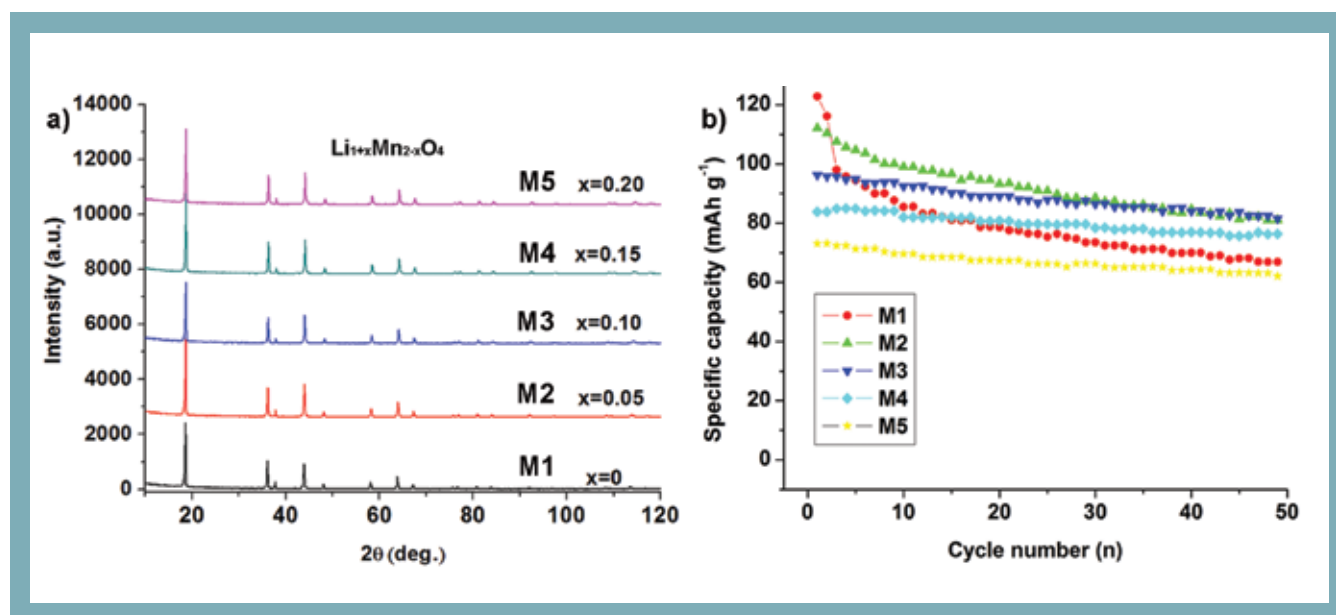 a)
Li₁₊ₓMn₂₋ₓO₄
M5 x=0.20
M4 x=0.15
M3 x=0.10
M2 x=0.05
M1 x=0
Intensity (a.u.)
14000
12000
10000
8000
6000
4000
2000
0
20 40 60 80 100 120
2θ (deg.)
b)
Specific capacity (mAh g⁻¹)
120
100
80
60
40
20
0
M1
M2
M3
M4
M5
0 10 20 30 40 50
Cycle number (n)